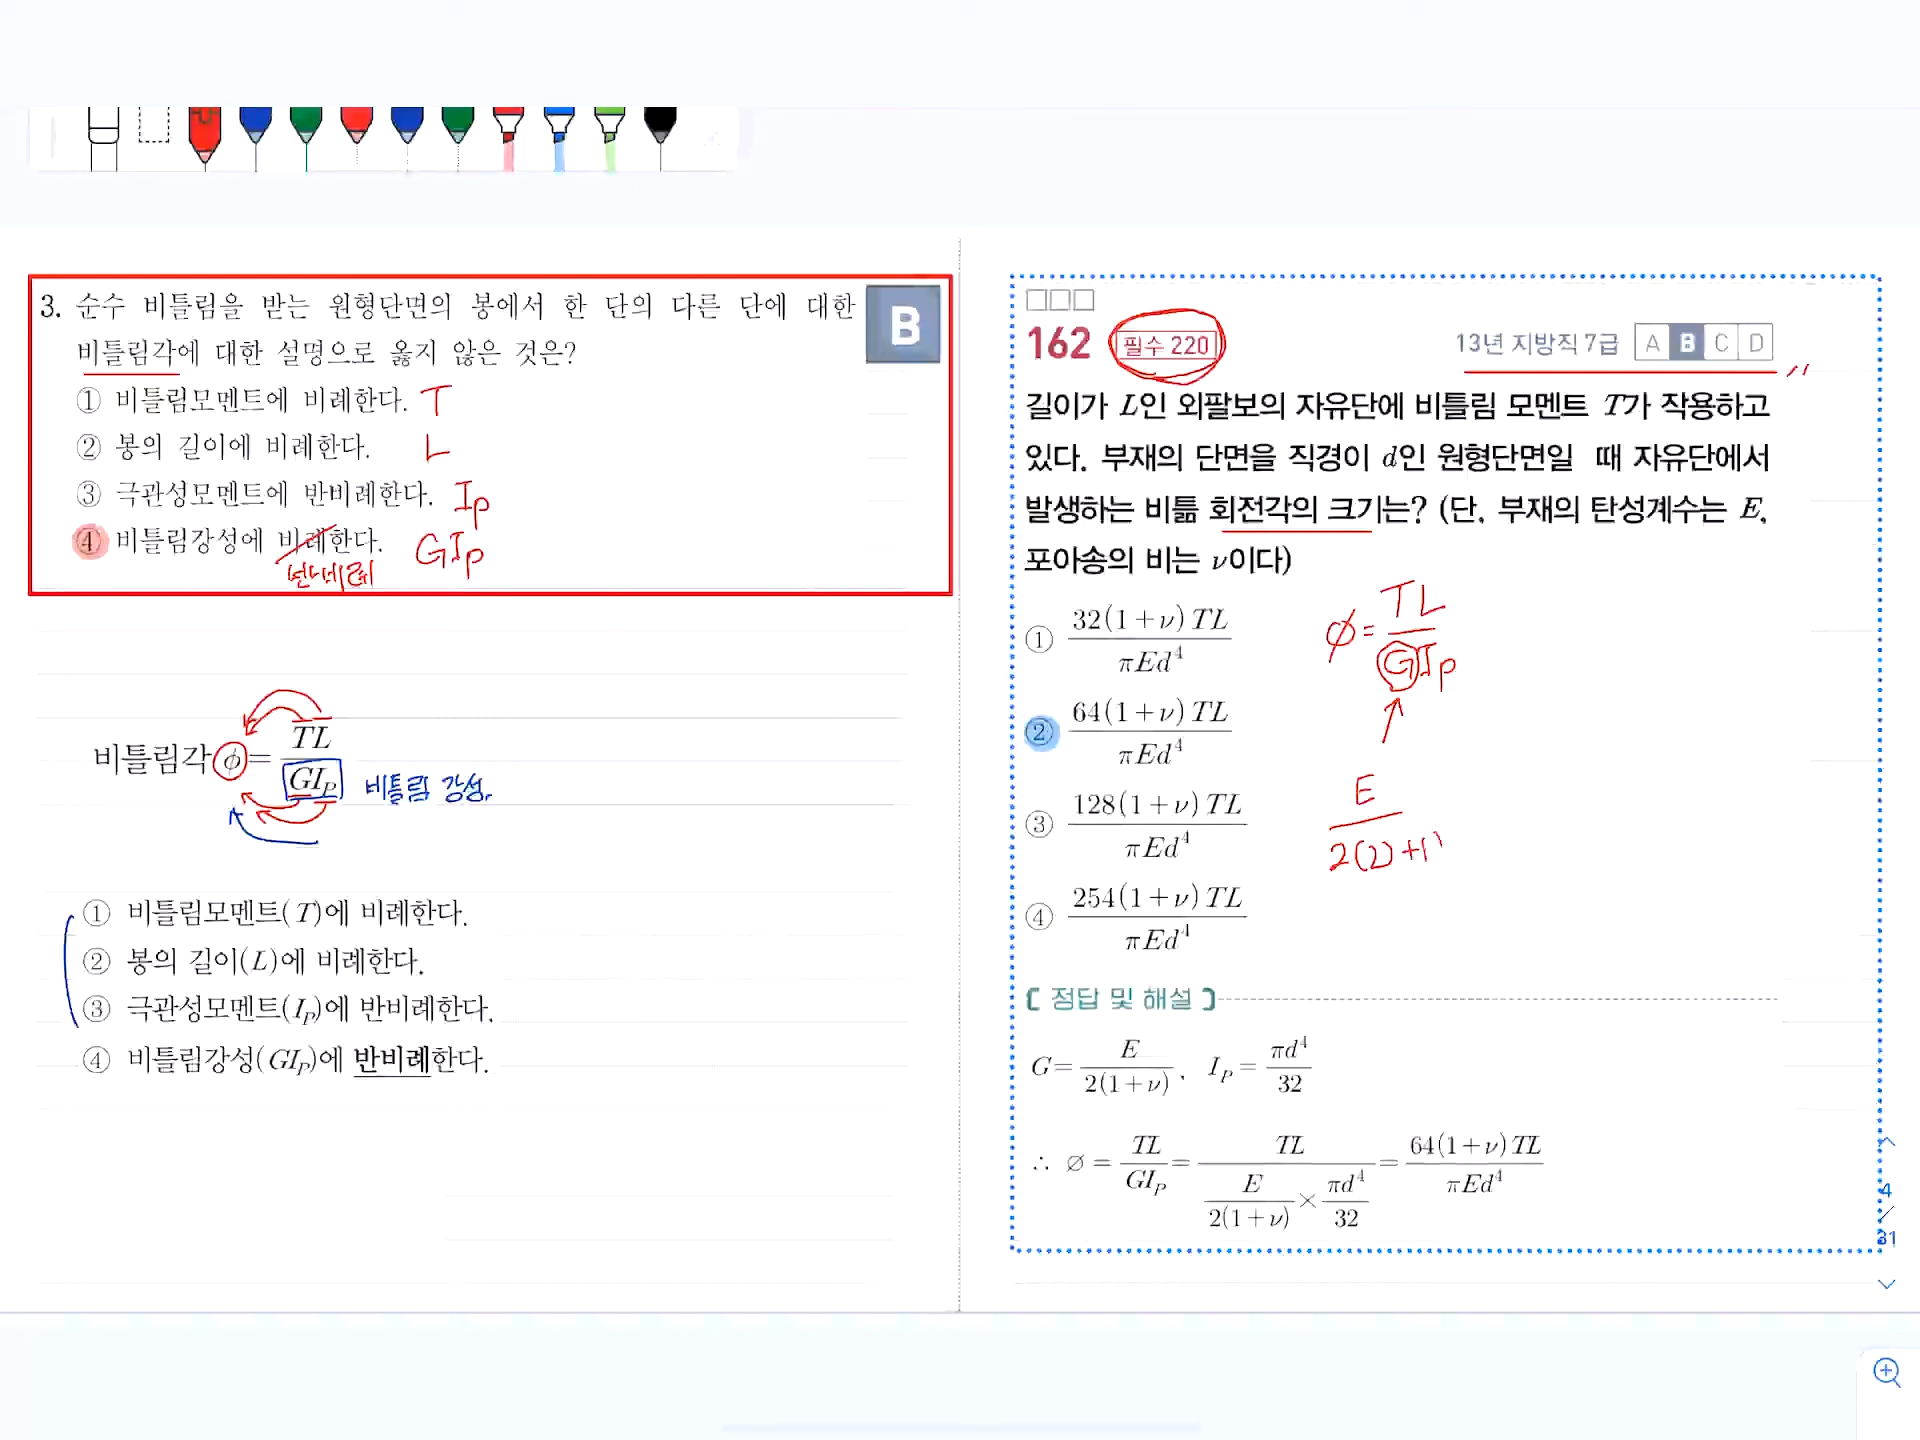 3. 순수 비틀림을 받는 원형단면의 봉에서 한 단의 다른 단에 대한
비틀림각에 대한 설명으로 옳지 않은 것은?
B
① 비틀림모멘트에 비례한다. T
② 봉의 길이에 비례한다. L
③ 극관성모멘트에 반비례한다. Ip
④ 비틀림강성에 비례한다. GIp
반비례
비틀림각 ϕ = TL / GI_P 비틀림 강성.
① 비틀림모멘트(T)에 비례한다.
② 봉의 길이(L)에 비례한다.
③ 극관성모멘트(I_P)에 반비례한다.
④ 비틀림강성(GI_P)에 반비례한다.
162 필수 220 13년 지방직 7급 A B C D
길이가 L인 외팔보의 자유단에 비틀림 모멘트 T가 작용하고
있다. 부재의 단면을 직경이 d인 원형단면일 때 자유단에서
발생하는 비틂 회전각의 크기는? (단, 부재의 탄성계수는 E,
포아송의 비는 ν이다)
① 32(1+ν)TL / πEd⁴
② 64(1+ν)TL / πEd⁴
③ 128(1+ν)TL / πEd⁴
④ 254(1+ν)TL / πEd⁴
ϕ = TL / GIp
E / 2(ν+1)
[ 정답 및 해설 ]
G = E / 2(1+ν), I_P = πd⁴ / 32
∴ ∅ = TL / GI_P = TL / (E / 2(1+ν) × πd⁴ / 32) = 64(1+ν)TL / πEd⁴
4
/
31